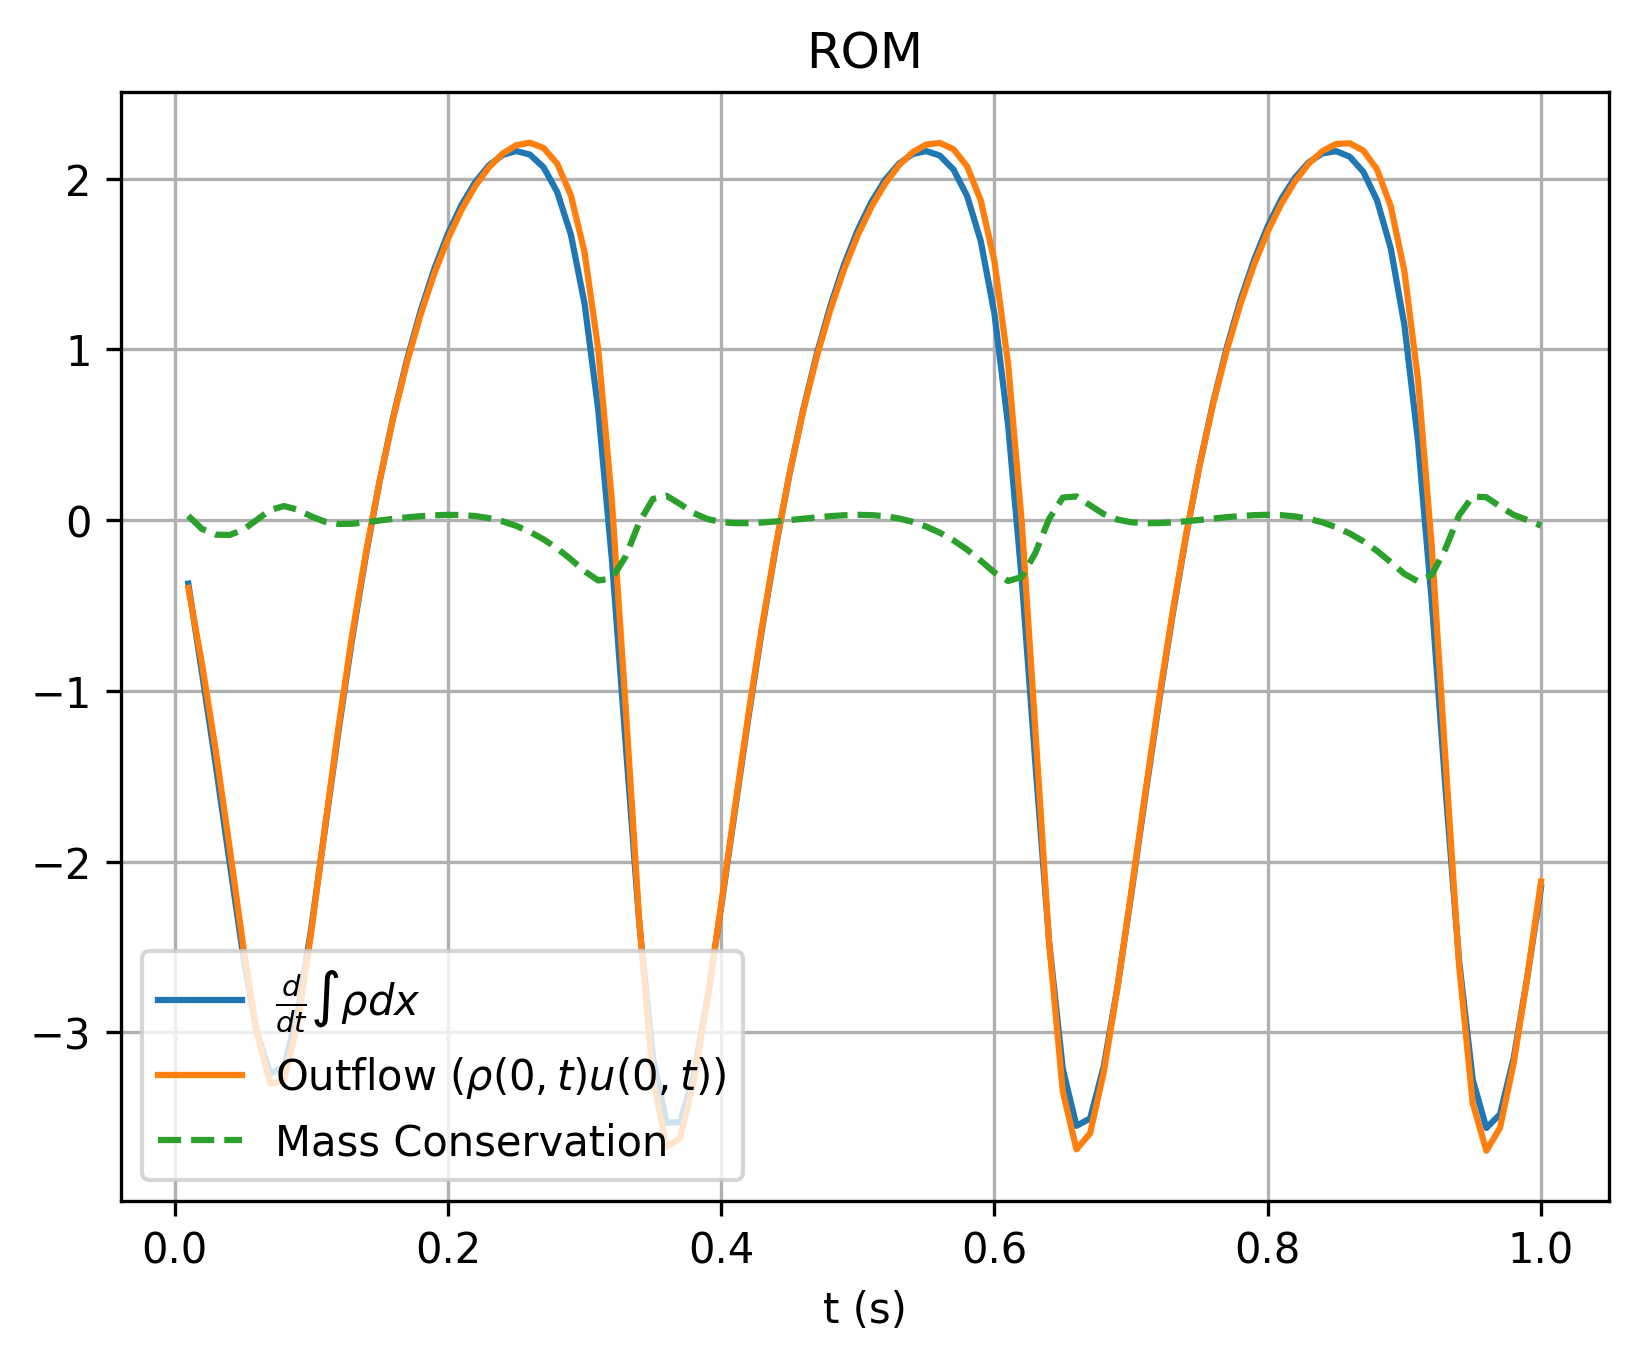 ROM
2
1
0
−1
−2
−3
d/dt ∫ρdx
Outflow (ρ(0, t)u(0, t))
Mass Conservation
0.0 0.2 0.4 0.6 0.8 1.0
t (s)